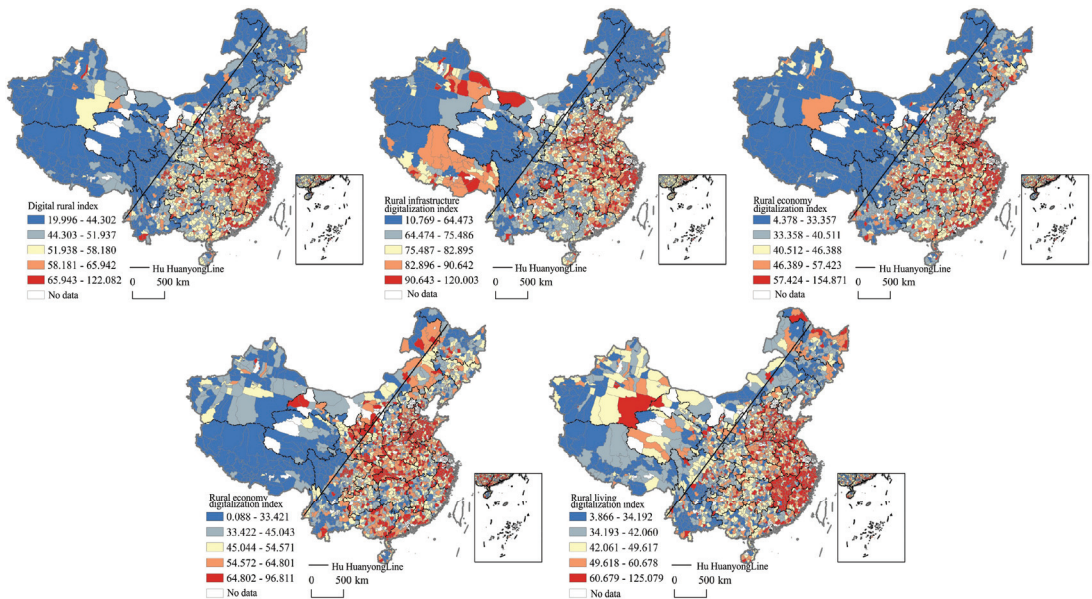 Digital rural index
19.996 - 44.302
44.303 - 51.937
51.938 - 58.180
58.181 - 65.942
65.943 - 122.082
No data
Hu HuanyongLine
0 500 km
Rural infrastructure
digitalization index
10.769 - 64.473
64.474 - 75.486
75.487 - 82.895
82.896 - 90.642
90.643 - 120.003
No data
Hu HuanyongLine
0 500 km
Rural economy
digitalization index
4.378 - 33.357
33.358 - 40.511
40.512 - 46.388
46.389 - 57.423
57.424 - 154.871
No data
Hu HuanyongLine
0 500 km
Rural economy
digitalization index
0.088 - 33.421
33.422 - 45.043
45.044 - 54.571
54.572 - 64.801
64.802 - 96.811
No data
Hu HuanyongLine
0 500 km
Rural living
digitalization index
3.866 - 34.192
34.193 - 42.060
42.061 - 49.617
49.618 - 60.678
60.679 - 125.079
No data
Hu HuanyongLine
0 500 km